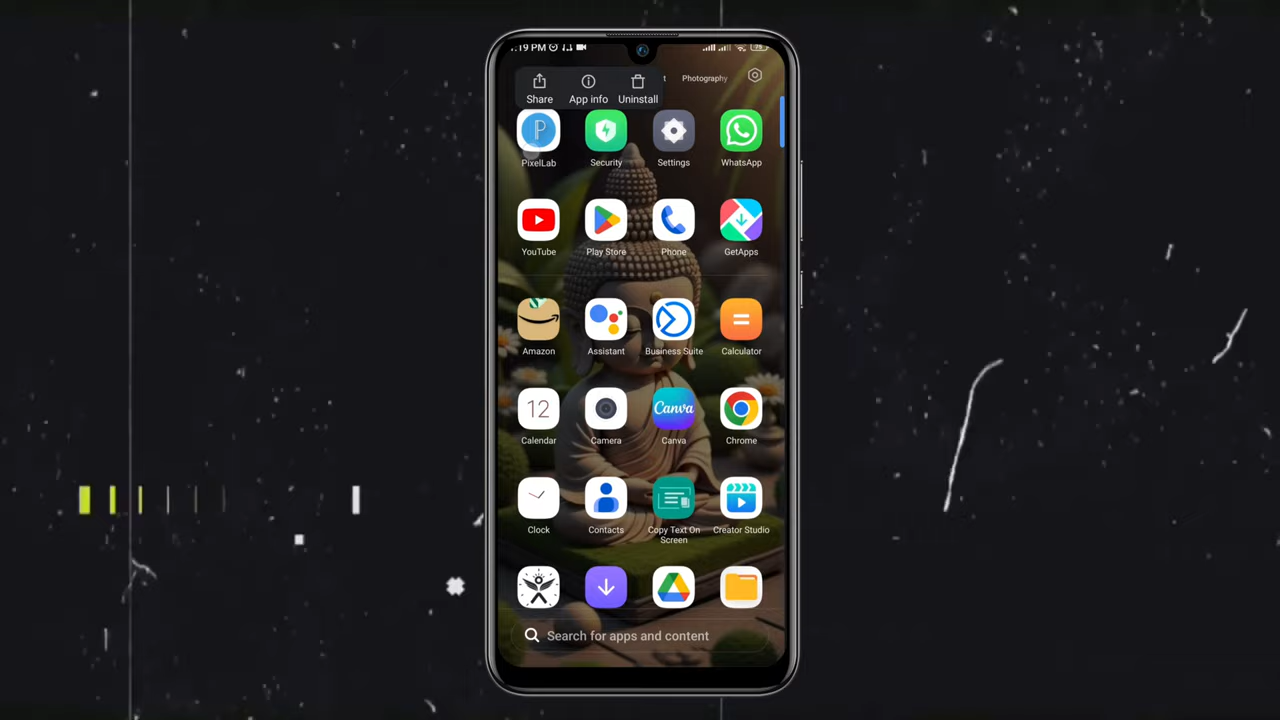 :19 PM
Photography
Share App info Uninstall
PixelLab Security Settings WhatsApp
YouTube Play Store Phone GetApps
Amazon Assistant Business Suite Calculator
12
Canva
Calendar Camera Canva Chrome
Clock Contacts Copy Text On Screen Creator Studio
Search for apps and content